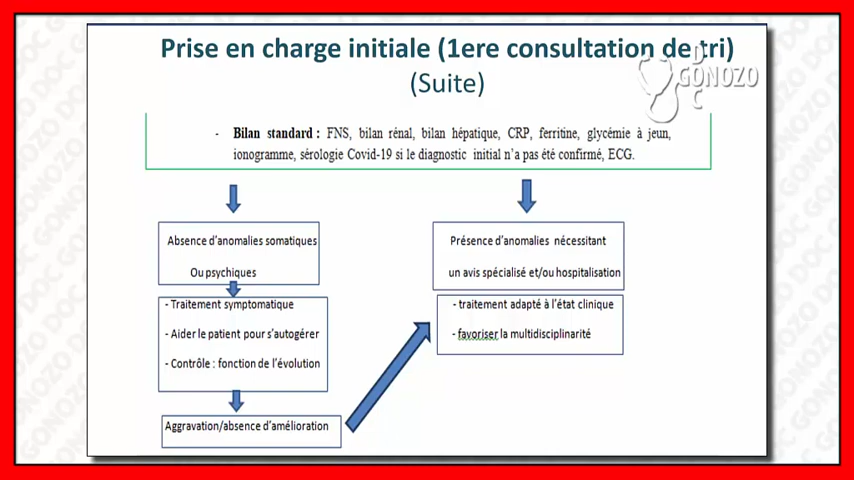 Prise en charge initiale (1ere consultation de tri)
(Suite)
DOC
GONOZO
- Bilan standard : FNS, bilan rénal, bilan hépatique, CRP, ferritine, glycémie à jeun,
ionogramme, sérologie Covid-19 si le diagnostic initial n'a pas été confirmé, ECG.
Absence d'anomalies somatiques
Ou psychiques
- Traitement symptomatique
- Aider le patient pour s'autogérer
- Contrôle : fonction de l'évolution
Aggravation/absence d'amélioration
Présence d'anomalies nécessitant
un avis spécialisé et/ou hospitalisation
- traitement adapté à l'état clinique
- favoriser la multidisciplinarité